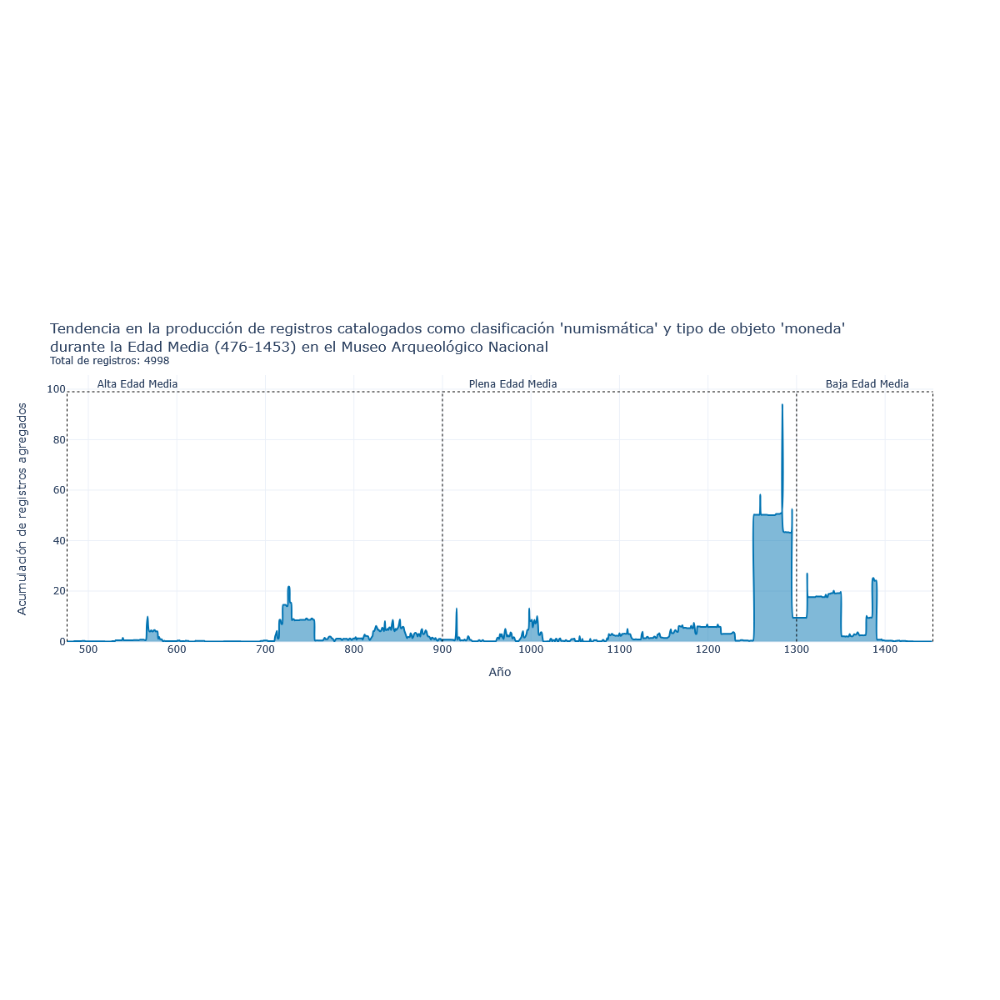 Tendencia en la producción de registros catalogados como clasificación 'numismática' y tipo de objeto 'moneda'
durante la Edad Media (476-1453) en el Museo Arqueológico Nacional
Total de registros: 4998
Alta Edad Media
Plena Edad Media
Baja Edad Media
Acumulación de registros agregados
100
80
60
40
20
0
500
600
700
800
900
1000
1100
1200
1300
1400
Año